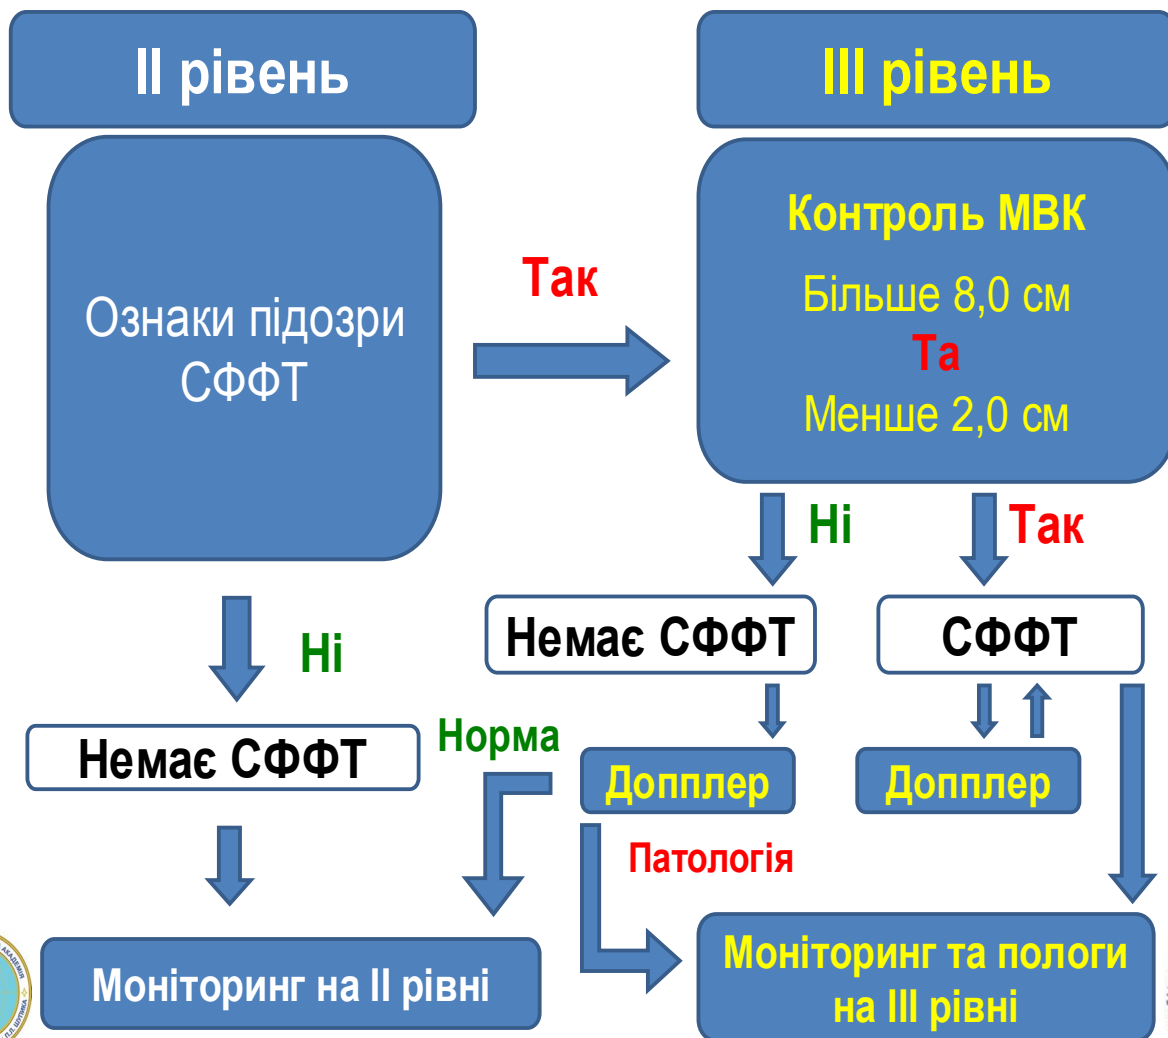 II рівень
III рівень
Ознаки підозри
СФФТ
Так
Контроль МВК
Більше 8,0 см
Та
Менше 2,0 см
Ні
Так
Ні
Немає СФФТ
СФФТ
Немає СФФТ
Норма
Допплер
Допплер
Патологія
Моніторинг на II рівні
Моніторинг та пологи
на III рівні
АКАДЕМІЯ
П.Л. ШУПИКА